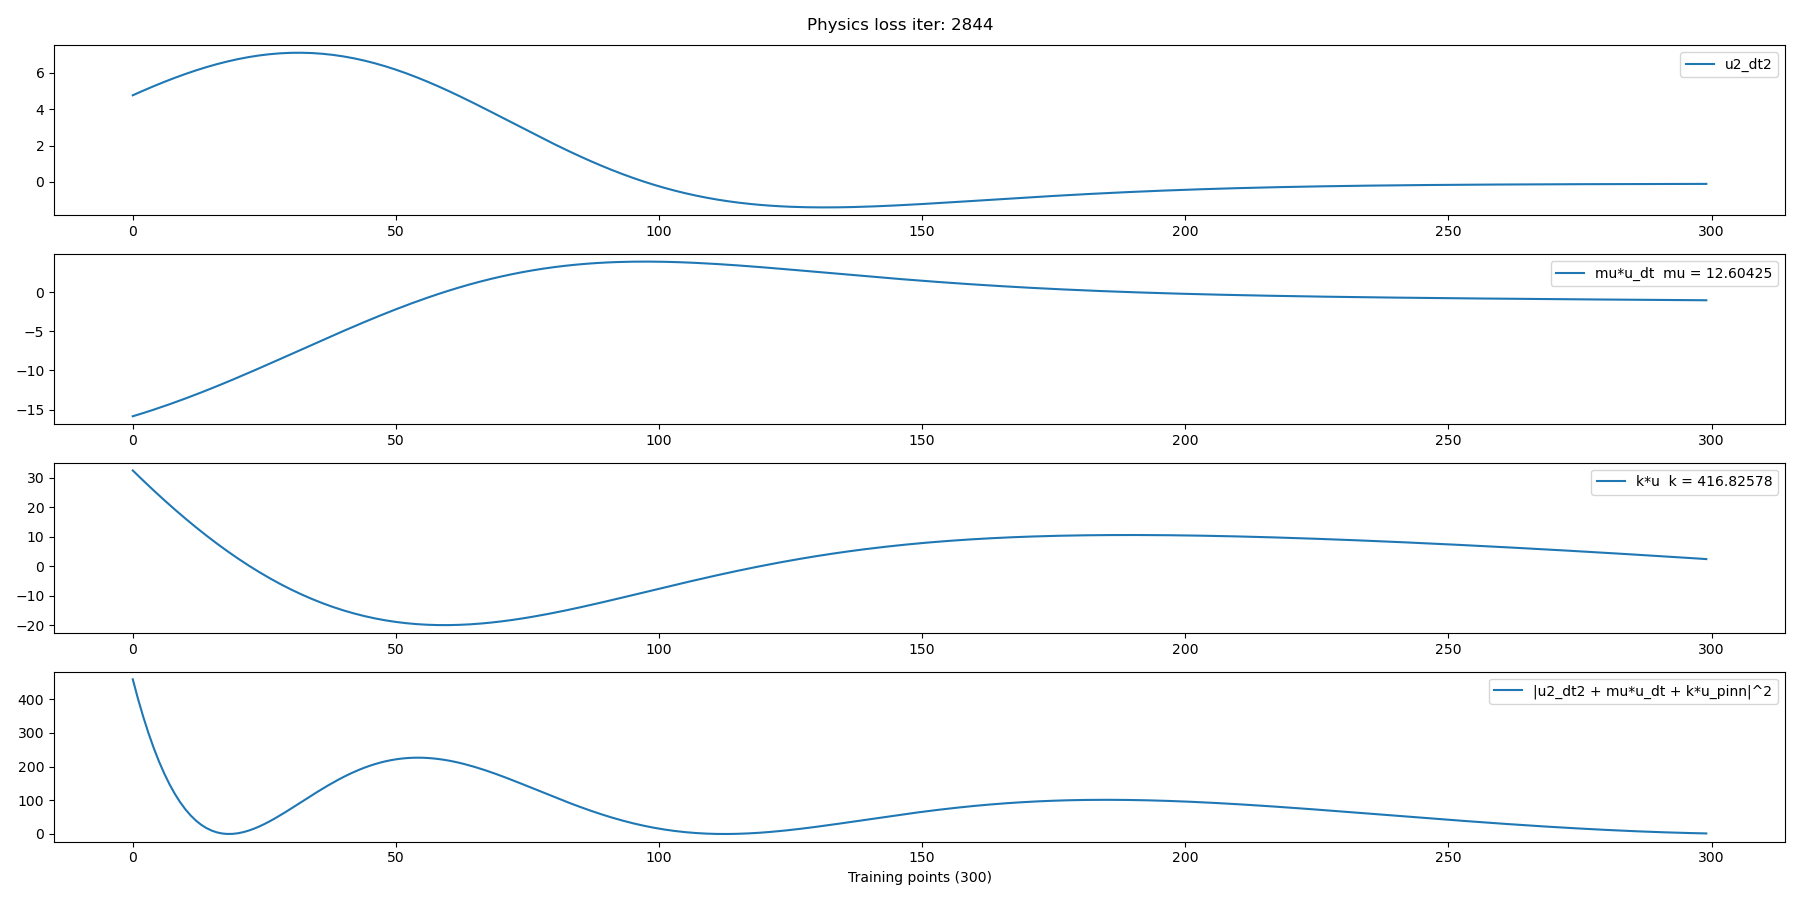 Physics loss iter: 2844
u2_dt2
6
4
2
0
0 50 100 150 200 250 300
mu*u_dt  mu = 12.60425
0
−5
−10
−15
0 50 100 150 200 250 300
k*u  k = 416.82578
30
20
10
0
−10
−20
0 50 100 150 200 250 300
|u2_dt2 + mu*u_dt + k*u_pinn|^2
400
300
200
100
0
0 50 100 150 200 250 300
Training points (300)